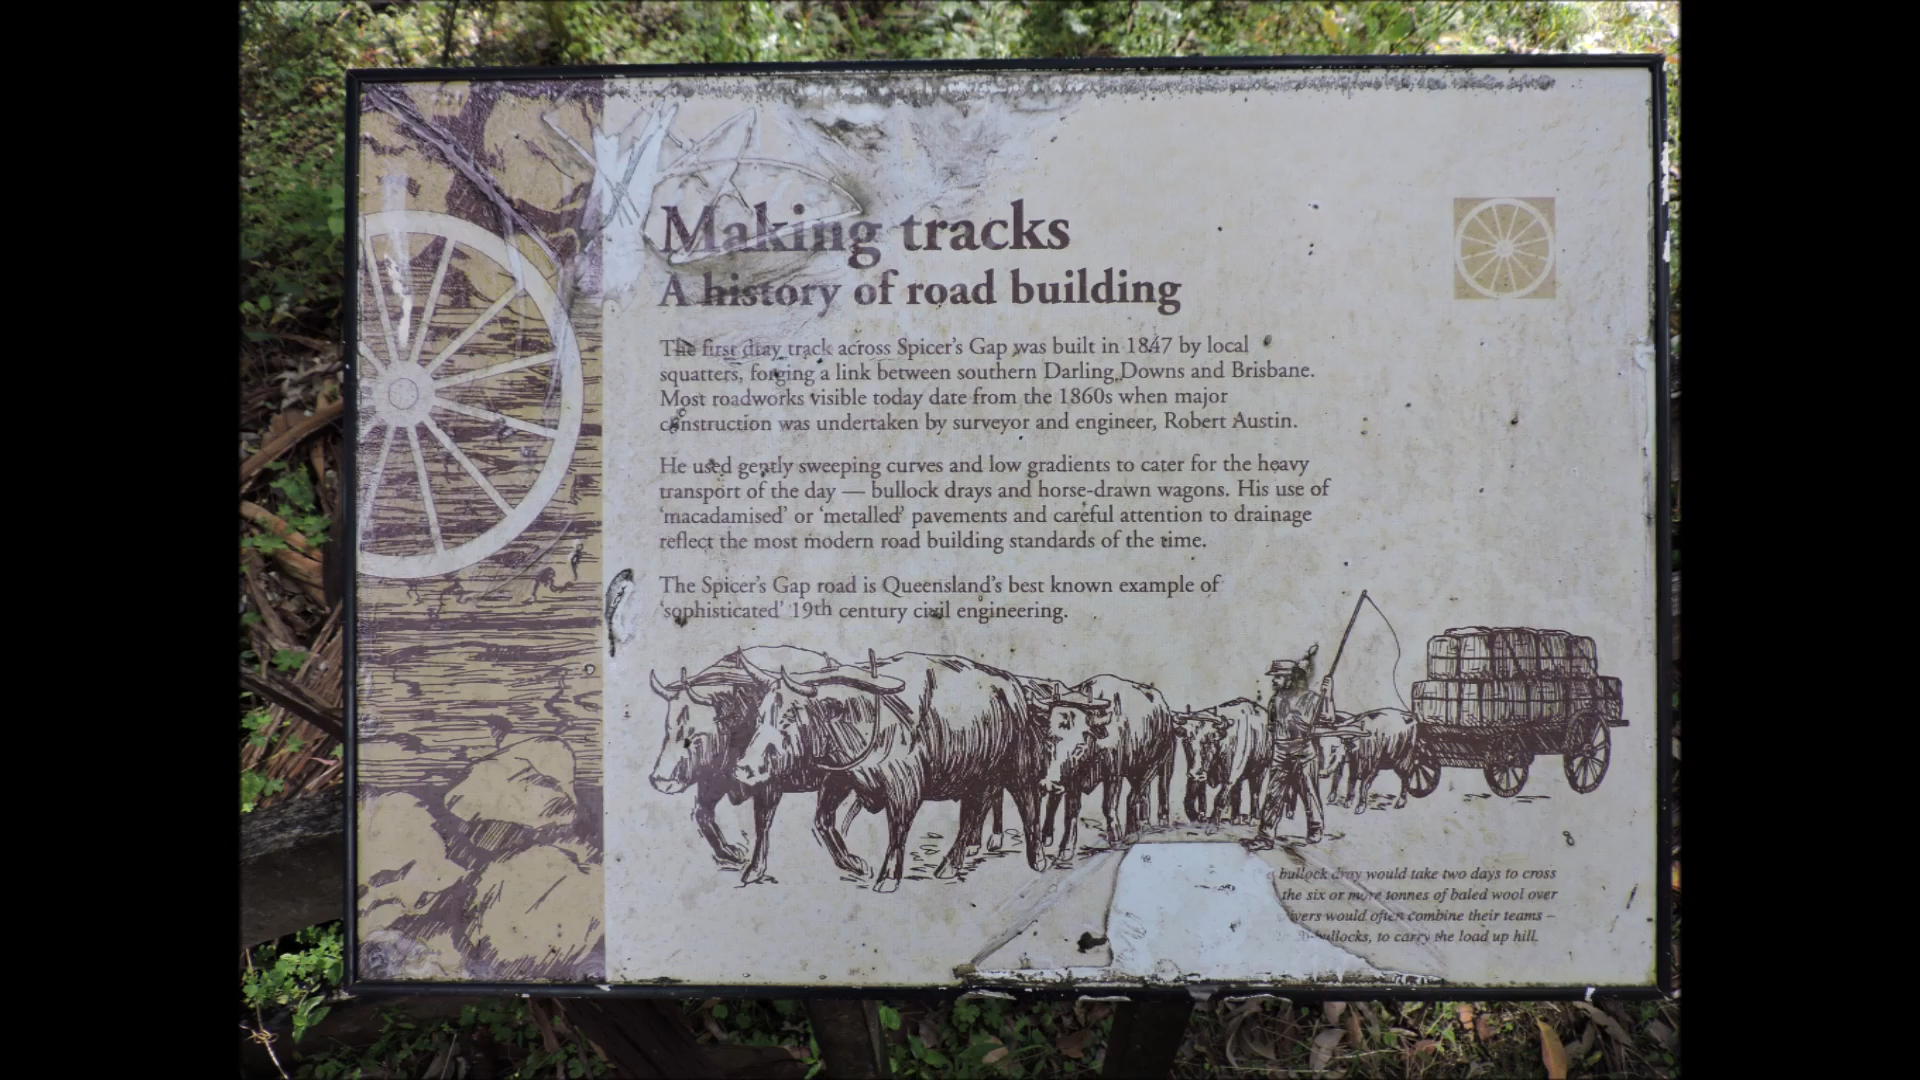 Making tracks
A history of road building
The first dray track across Spicer's Gap was built in 1847 by local
squatters, forging a link between southern Darling Downs and Brisbane.
Most roadworks visible today date from the 1860s when major
construction was undertaken by surveyor and engineer, Robert Austin.
He used gently sweeping curves and low gradients to cater for the heavy
transport of the day — bullock drays and horse-drawn wagons. His use of
‘macadamised’ or ‘metalled’ pavements and careful attention to drainage
reflect the most modern road building standards of the time.
The Spicer's Gap road is Queensland's best known example of
‘sophisticated’ 19th century civil engineering.
bullock dray would take two days to cross
the six or more tonnes of baled wool over
would often combine their teams –
bullocks, to carry the load up hill.